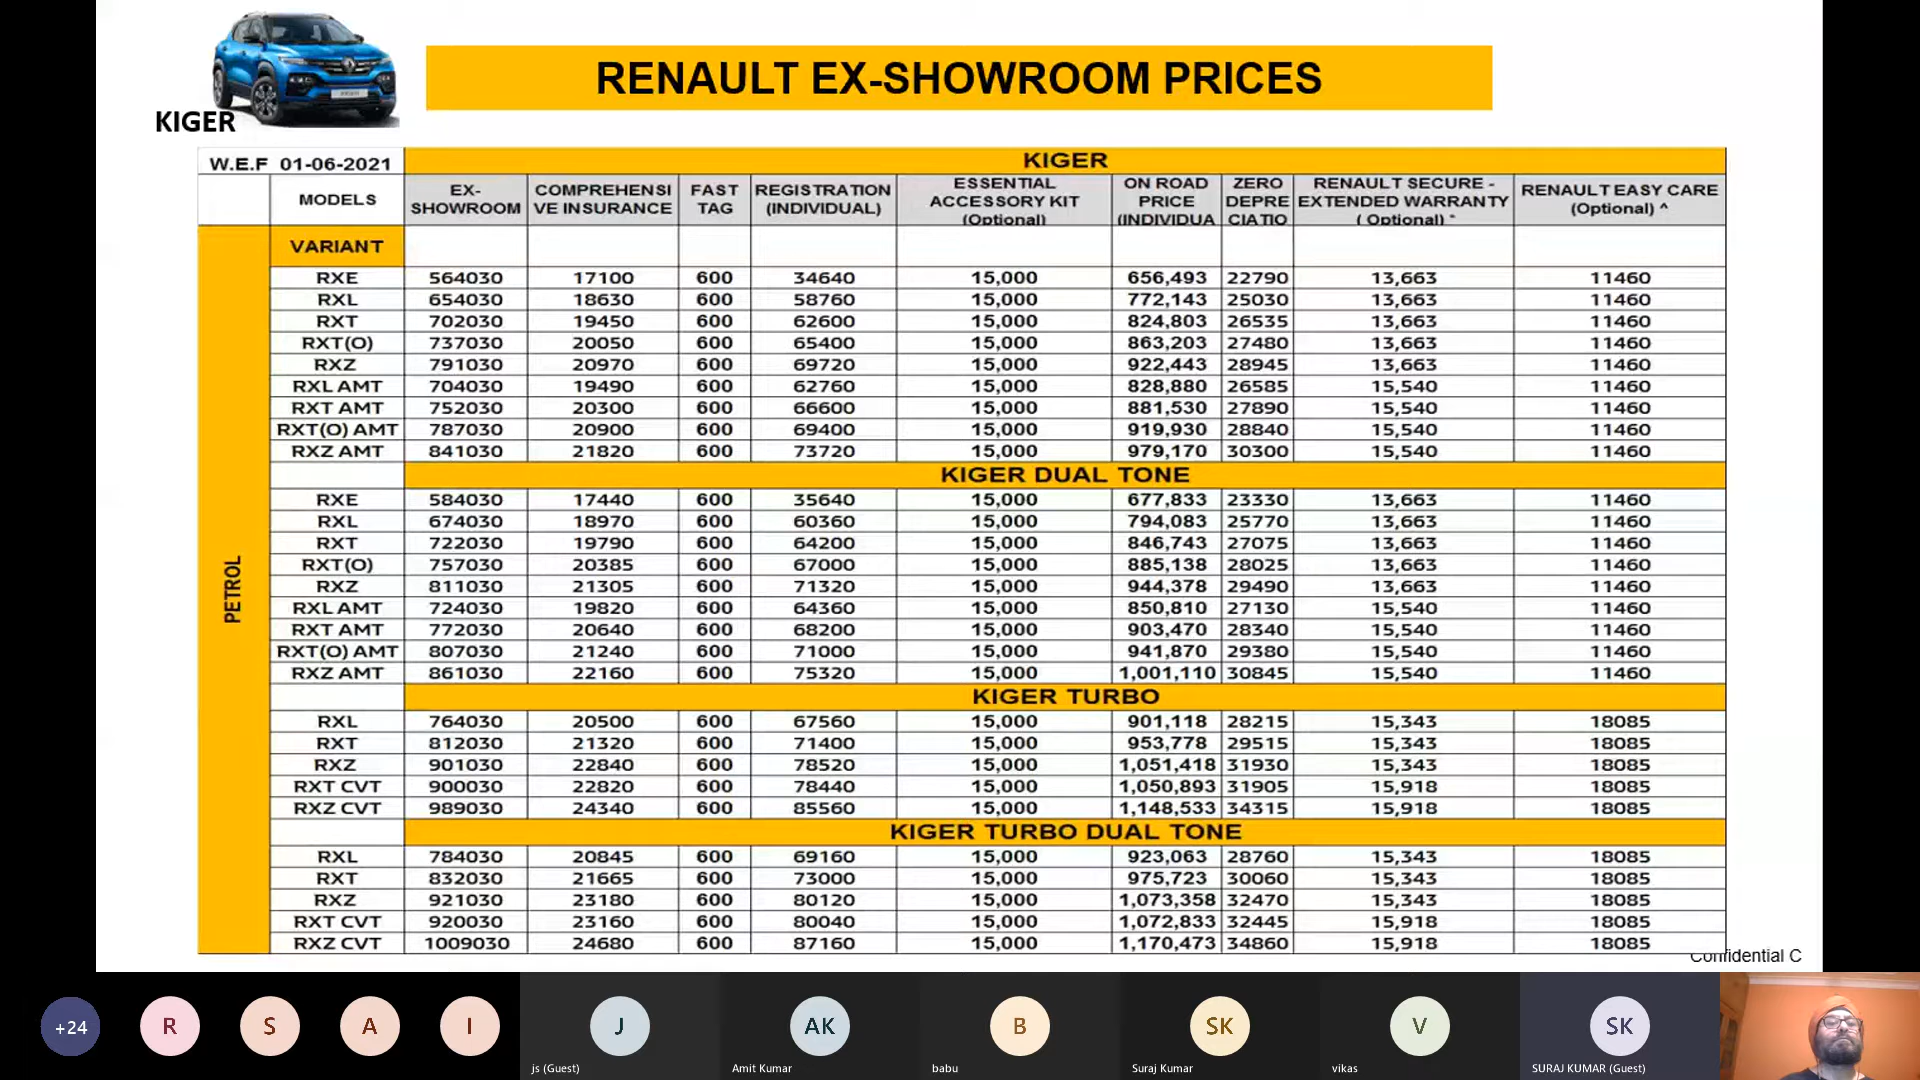 RENAULT EX-SHOWROOM PRICES
KIGER
W.E.F 01-06-2021 KIGER
MODELS EX-SHOWROOM COMPREHENSIVE INSURANCE FAST TAG REGISTRATION (INDIVIDUAL) ESSENTIAL ACCESSORY KIT (Optional) ON ROAD PRICE (INDIVIDUA ZERO DEPRECIATIO RENAULT SECURE - EXTENDED WARRANTY ( Optional) * RENAULT EASY CARE (Optional) ^
PETROL
VARIANT
RXE 564030 17100 600 34640 15,000 656,493 22790 13,663 11460
RXL 654030 18630 600 58760 15,000 772,143 25030 13,663 11460
RXT 702030 19450 600 62600 15,000 824,803 26535 13,663 11460
RXT(O) 737030 20050 600 65400 15,000 863,203 27480 13,663 11460
RXZ 791030 20970 600 69720 15,000 922,443 28945 13,663 11460
RXL AMT 704030 19490 600 62760 15,000 828,880 26585 15,540 11460
RXT AMT 752030 20300 600 66600 15,000 881,530 27890 15,540 11460
RXT(O) AMT 787030 20900 600 69400 15,000 919,930 28840 15,540 11460
RXZ AMT 841030 21820 600 73720 15,000 979,170 30300 15,540 11460
KIGER DUAL TONE
RXE 584030 17440 600 35640 15,000 677,833 23330 13,663 11460
RXL 674030 18970 600 60360 15,000 794,083 25770 13,663 11460
RXT 722030 19790 600 64200 15,000 846,743 27075 13,663 11460
RXT(O) 757030 20385 600 67000 15,000 885,138 28025 13,663 11460
RXZ 811030 21305 600 71320 15,000 944,378 29490 13,663 11460
RXL AMT 724030 19820 600 64360 15,000 850,810 27130 15,540 11460
RXT AMT 772030 20640 600 68200 15,000 903,470 28340 15,540 11460
RXT(O) AMT 807030 21240 600 71000 15,000 941,870 29380 15,540 11460
RXZ AMT 861030 22160 600 75320 15,000 1,001,110 30845 15,540 11460
KIGER TURBO
RXL 764030 20500 600 67560 15,000 901,118 28215 15,343 18085
RXT 812030 21320 600 71400 15,000 953,778 29515 15,343 18085
RXZ 901030 22840 600 78520 15,000 1,051,418 31930 15,343 18085
RXT CVT 900030 22820 600 78440 15,000 1,050,893 31905 15,918 18085
RXZ CVT 989030 24340 600 85560 15,000 1,148,533 34315 15,918 18085
KIGER TURBO DUAL TONE
RXL 784030 20845 600 69160 15,000 923,063 28760 15,343 18085
RXT 832030 21665 600 73000 15,000 975,723 30060 15,343 18085
RXZ 921030 23180 600 80120 15,000 1,073,358 32470 15,343 18085
RXT CVT 920030 23160 600 80040 15,000 1,072,833 32445 15,918 18085
RXZ CVT 1009030 24680 600 87160 15,000 1,170,473 34860 15,918 18085
Confidential C
+24 R S A I J AK B SK V SK
js (Guest) Amit Kumar babu Suraj Kumar vikas SURAJ KUMAR (Guest)